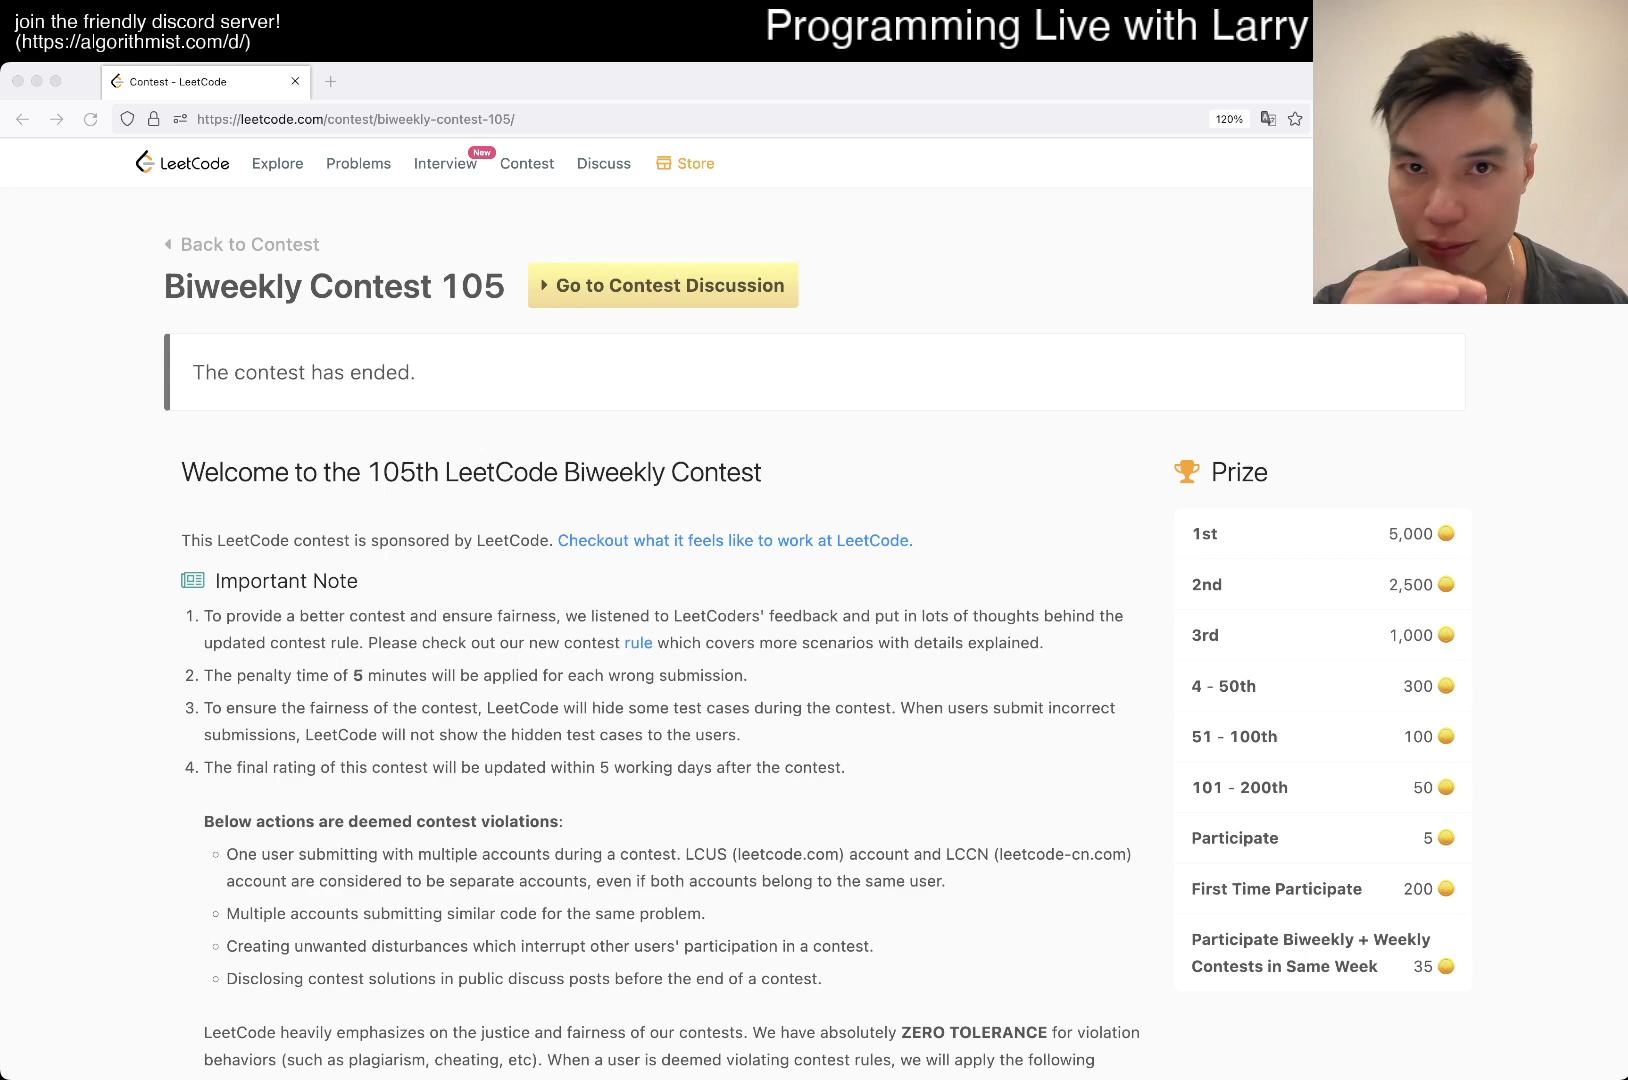 join the friendly discord server!
(https://algorithmist.com/d/)
Programming Live with Larry
Contest - LeetCode
https://leetcode.com/contest/biweekly-contest-105/
120%
LeetCode
Explore
Problems
Interview
New
Contest
Discuss
Store
Back to Contest
Biweekly Contest 105
Go to Contest Discussion
The contest has ended.
Welcome to the 105th LeetCode Biweekly Contest
This LeetCode contest is sponsored by LeetCode. Checkout what it feels like to work at LeetCode.
Important Note
1. To provide a better contest and ensure fairness, we listened to LeetCoders' feedback and put in lots of thoughts behind the
updated contest rule. Please check out our new contest rule which covers more scenarios with details explained.
2. The penalty time of 5 minutes will be applied for each wrong submission.
3. To ensure the fairness of the contest, LeetCode will hide some test cases during the contest. When users submit incorrect
submissions, LeetCode will not show the hidden test cases to the users.
4. The final rating of this contest will be updated within 5 working days after the contest.
Below actions are deemed contest violations:
One user submitting with multiple accounts during a contest. LCUS (leetcode.com) account and LCCN (leetcode-cn.com)
account are considered to be separate accounts, even if both accounts belong to the same user.
Multiple accounts submitting similar code for the same problem.
Creating unwanted disturbances which interrupt other users' participation in a contest.
Disclosing contest solutions in public discuss posts before the end of a contest.
LeetCode heavily emphasizes on the justice and fairness of our contests. We have absolutely ZERO TOLERANCE for violation
behaviors (such as plagiarism, cheating, etc). When a user is deemed violating contest rules, we will apply the following
Prize
1st 5,000
2nd 2,500
3rd 1,000
4 - 50th 300
51 - 100th 100
101 - 200th 50
Participate 5
First Time Participate 200
Participate Biweekly + Weekly
Contests in Same Week 35